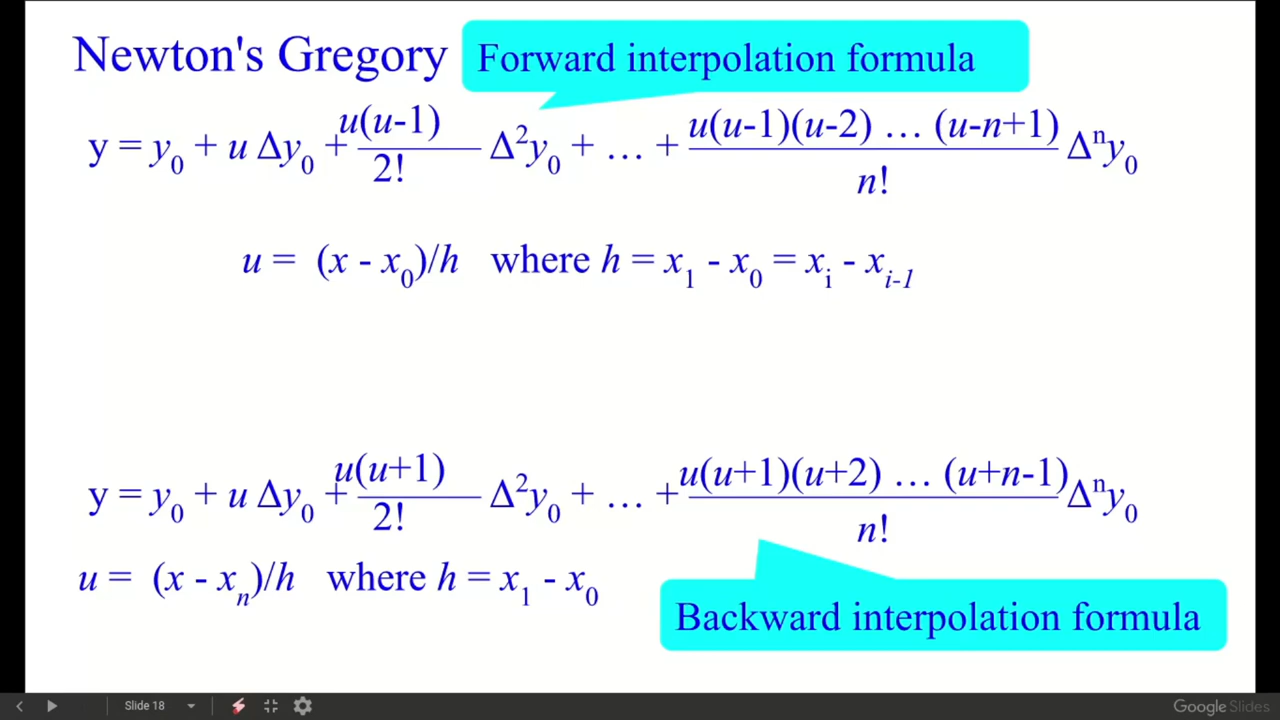 Newton's Gregory Forward interpolation formula
y = y₀ + u Δy₀ + u(u-1)/2! Δ²y₀ + … + u(u-1)(u-2) … (u-n+1)/n! Δⁿy₀
u = (x - x₀)/h where h = x₁ - x₀ = xᵢ - xᵢ₋₁
y = y₀ + u Δy₀ + u(u+1)/2! Δ²y₀ + … + u(u+1)(u+2) … (u+n-1)/n! Δⁿy₀
u = (x - xₙ)/h where h = x₁ - x₀
Backward interpolation formula
Slide 18
Google Slides